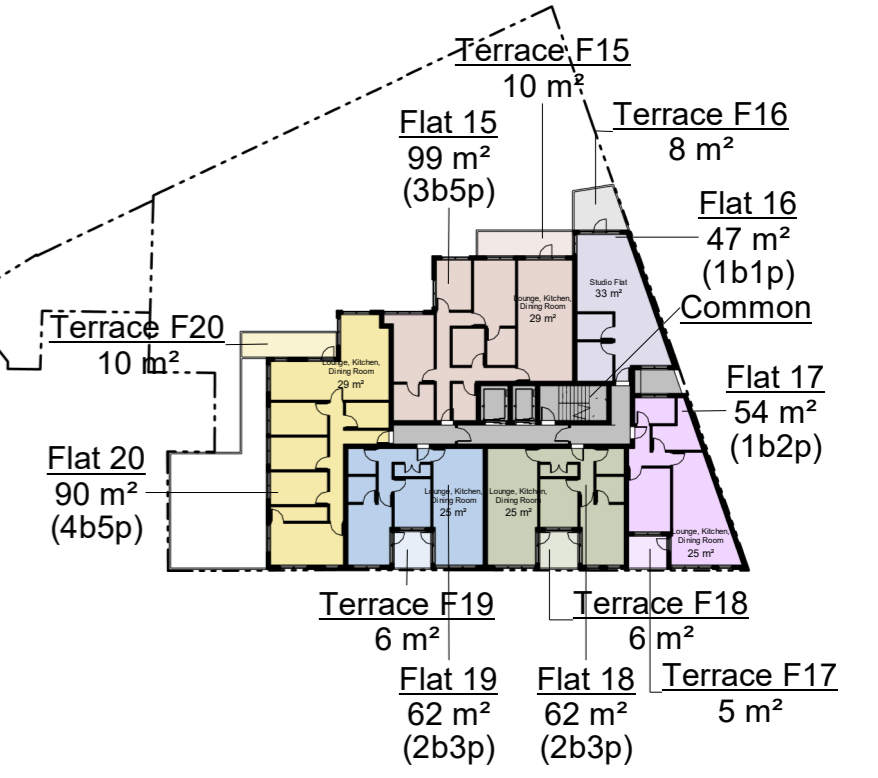 Terrace F15
10 m²
Terrace F16
8 m²
Flat 15
99 m²
(3b5p)
Flat 16
47 m²
(1b1p)
Studio Flat
33 m²
Lounge, Kitchen,
Dining Room
29 m²
Common
Terrace F20
10 m²
Lounge, Kitchen,
Dining Room
29 m²
Flat 17
54 m²
(1b2p)
Flat 20
90 m²
(4b5p)
Lounge, Kitchen,
Dining Room
25 m²
Lounge, Kitchen,
Dining Room
25 m²
Lounge, Kitchen,
Dining Room
25 m²
Terrace F19
6 m²
Terrace F18
6 m²
Flat 19
62 m²
(2b3p)
Flat 18
62 m²
(2b3p)
Terrace F17
5 m²